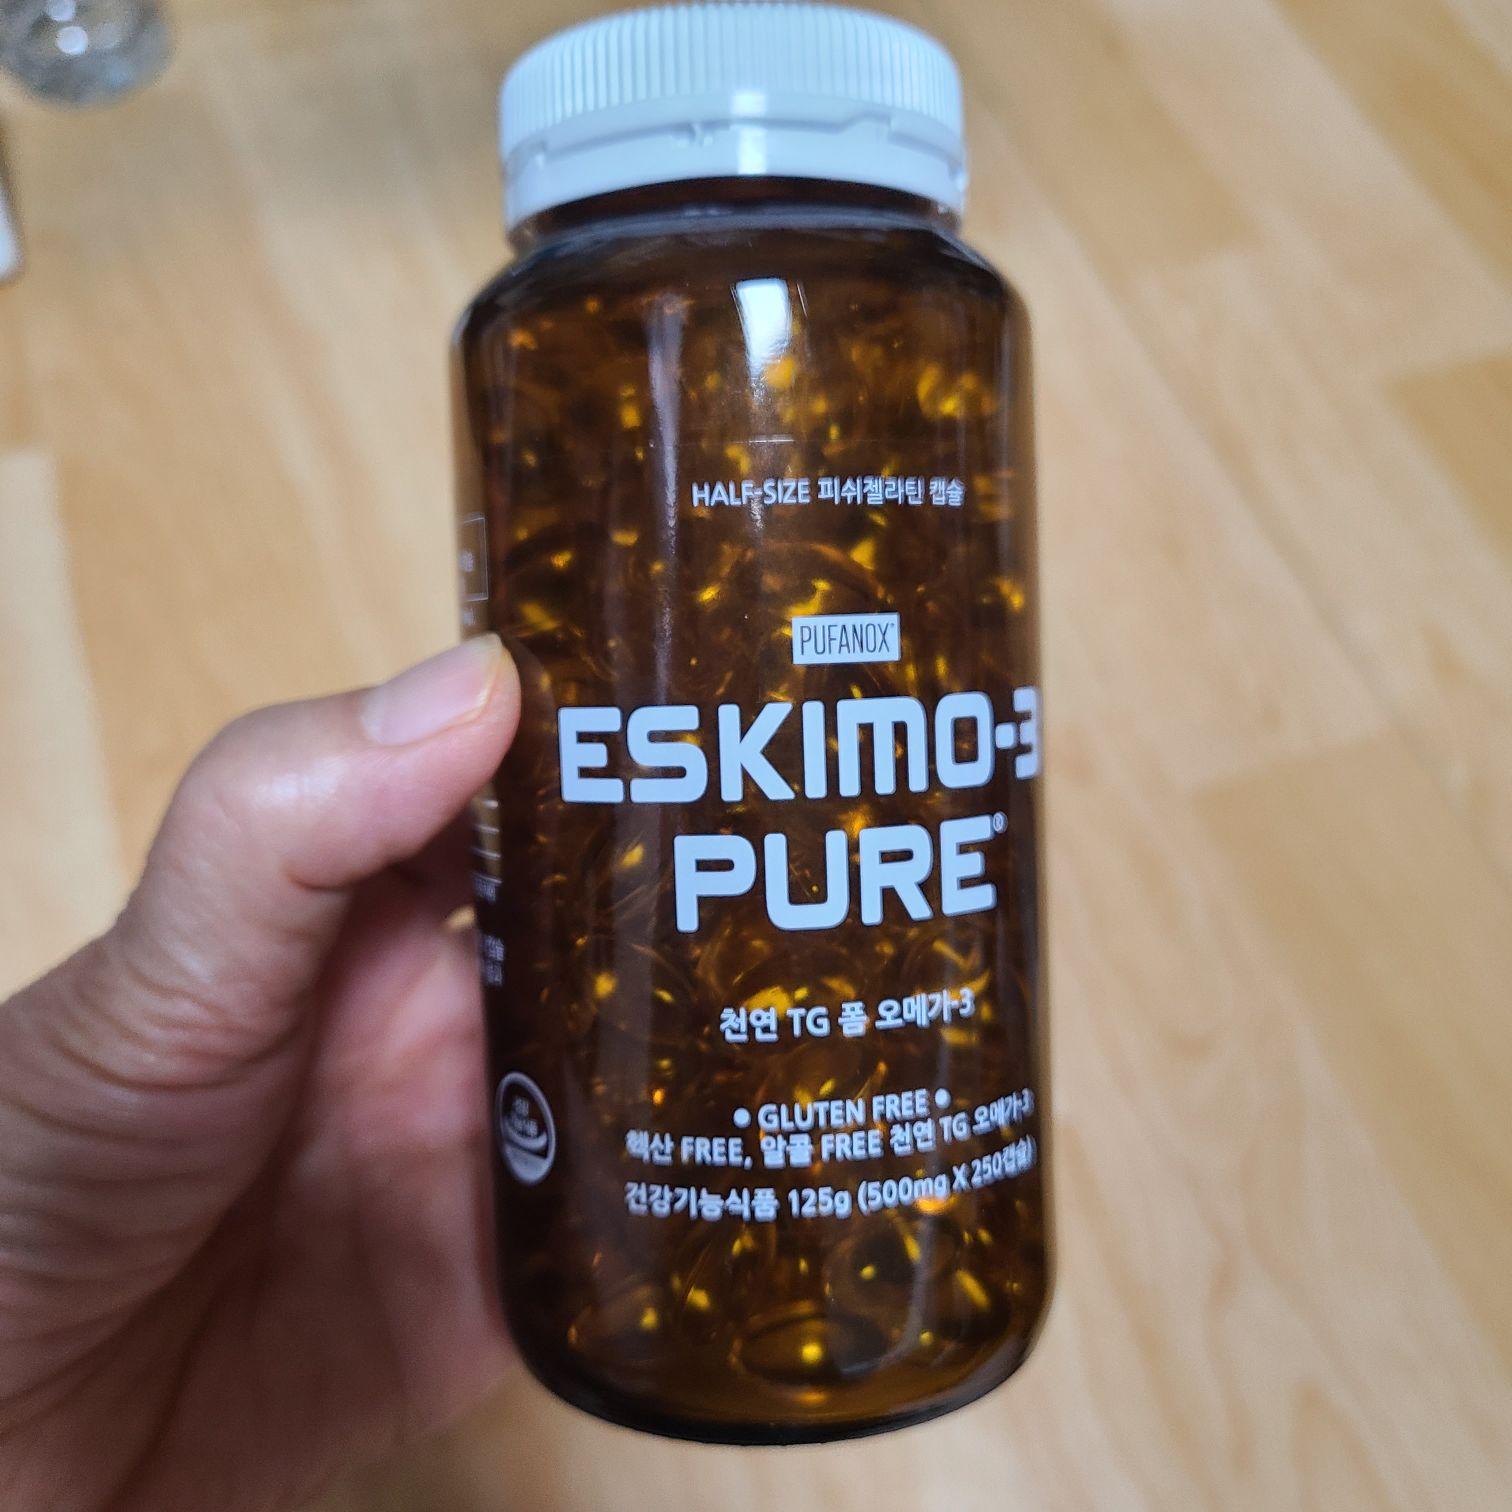 HALF-SIZE 피쉬젤라틴 캡슐
PUFANOX®
ESKIMO-3
PURE®
천연 TG 폼 오메가-3
• GLUTEN FREE •
헥산 FREE, 알콜 FREE 천연 TG 오메가-3
건강기능식품 125g (500mg X 250캡슐)